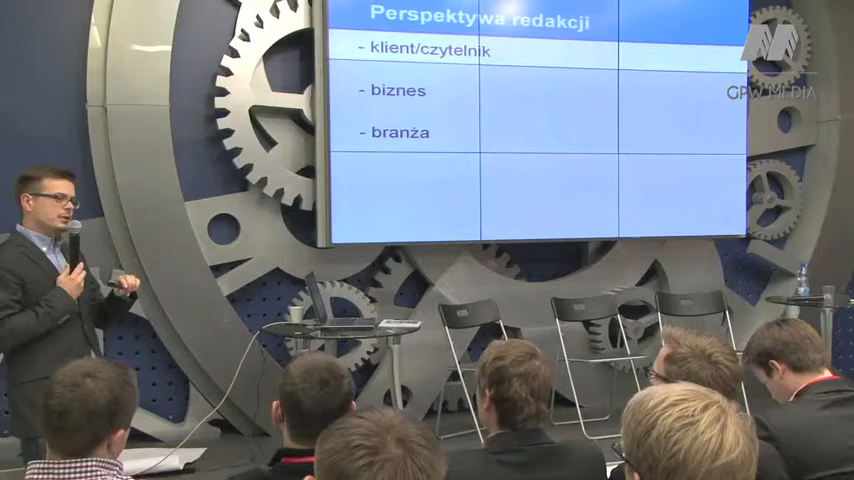 Perspektywa redakcji
- klient/czytelnik
- biznes
- branża
GPW MEDIA